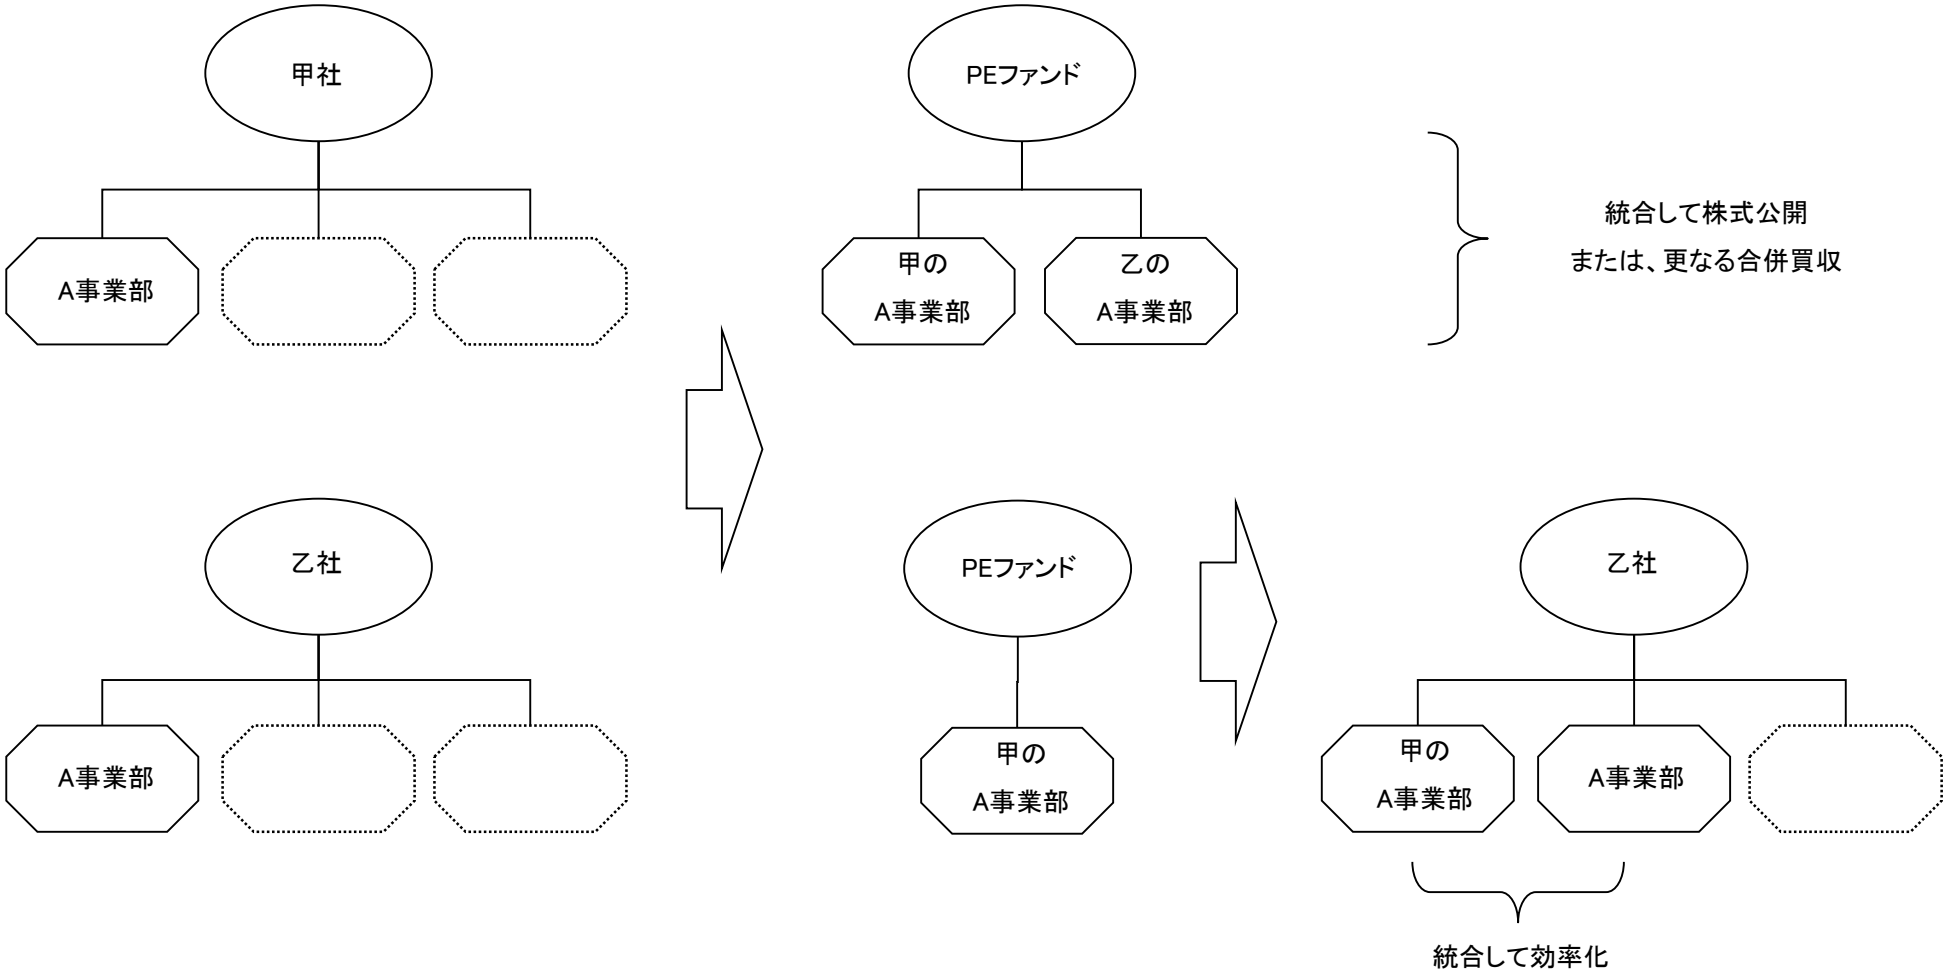 甲社
A事業部
PEファンド
甲の
A事業部
乙の
A事業部
統合して株式公開
または、更なる合併買収
乙社
A事業部
PEファンド
甲の
A事業部
乙社
甲の
A事業部
A事業部
統合して効率化